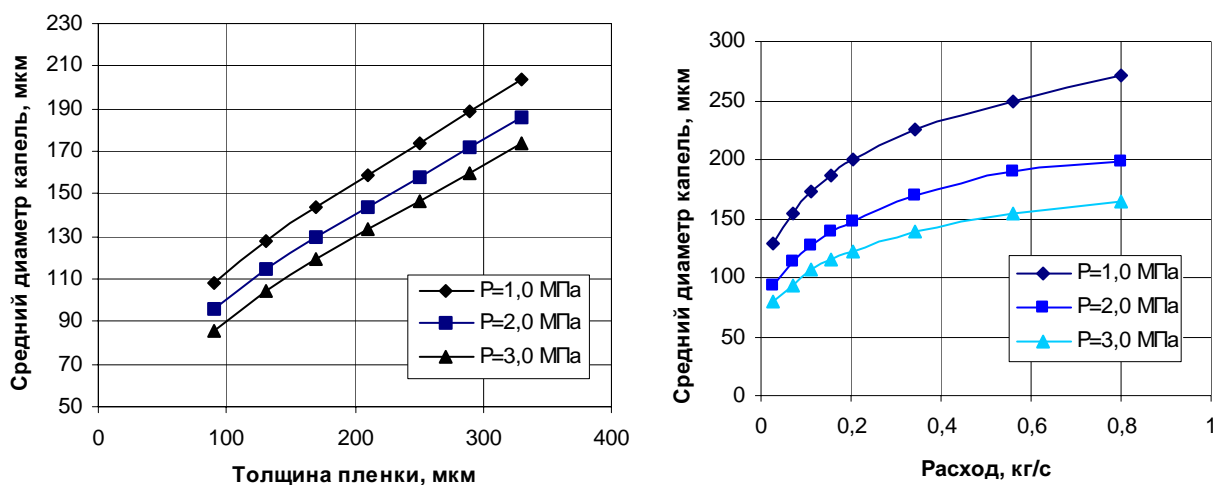 Средний диаметр капель, мкм
230
210
190
170
150
130
110
90
70
50
0
100
200
300
400
Толщина пленки, мкм
P=1,0 МПа
P=2,0 МПа
P=3,0 МПа
Средний диаметр капель, мкм
300
250
200
150
100
50
0
0
0,2
0,4
0,6
0,8
1
Расход, кг/с
P=1,0 МПа
P=2,0 МПа
P=3,0 МПа